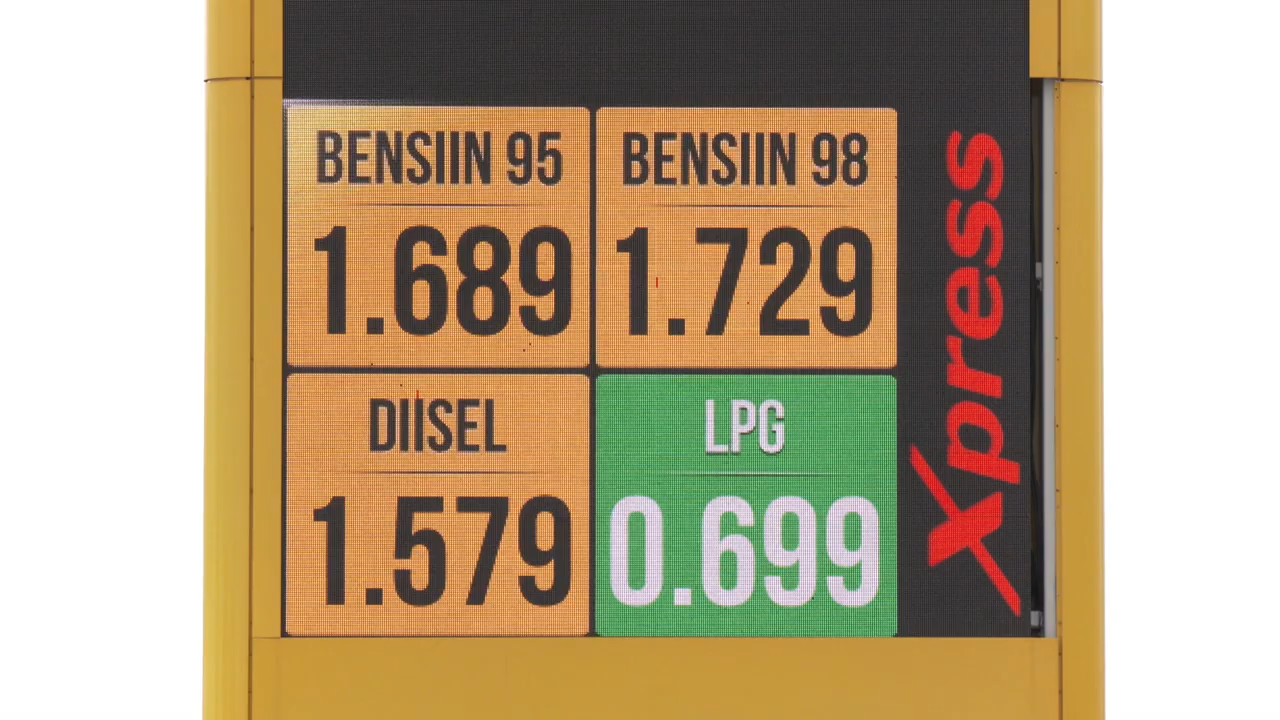 BENSIIN 95
1.689
BENSIIN 98
1.729
DIISEL
1.579
LPG
0.699
Xpress